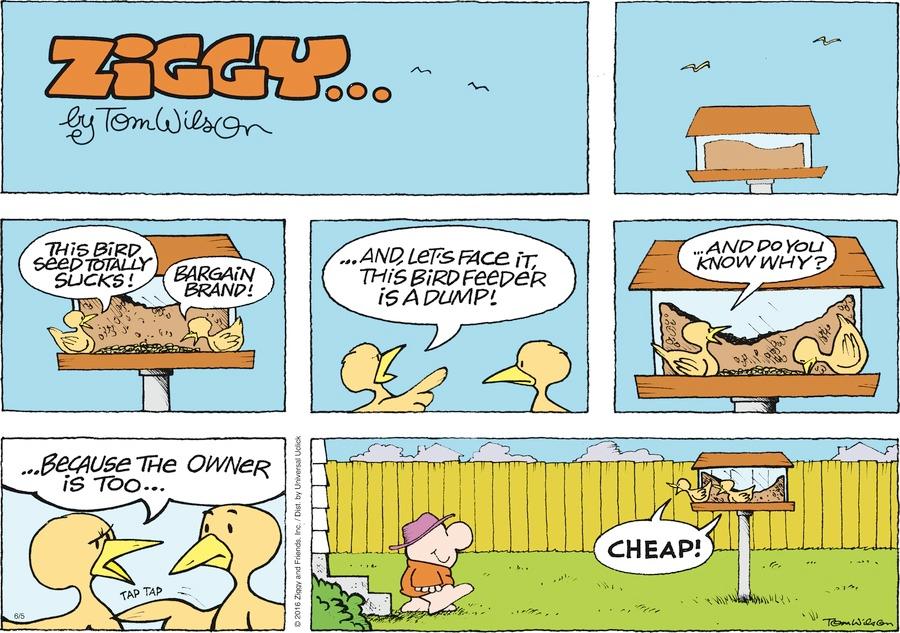 ZiGGY...
by Tom Wilson
THIS BIRD
SEED TOTALLY
SUCKS!
BARGAIN
BRAND!
...AND, LET'S FACE IT,
THIS BIRD FEEDER
IS A DUMP!
...AND DO YOU
KNOW WHY?
...BECAUSE THE OWNER
IS TOO...
TAP TAP
6/5
© 2016 Ziggy and Friends, Inc. / Dist. by Universal Uclick
CHEAP!
Tom Wilson